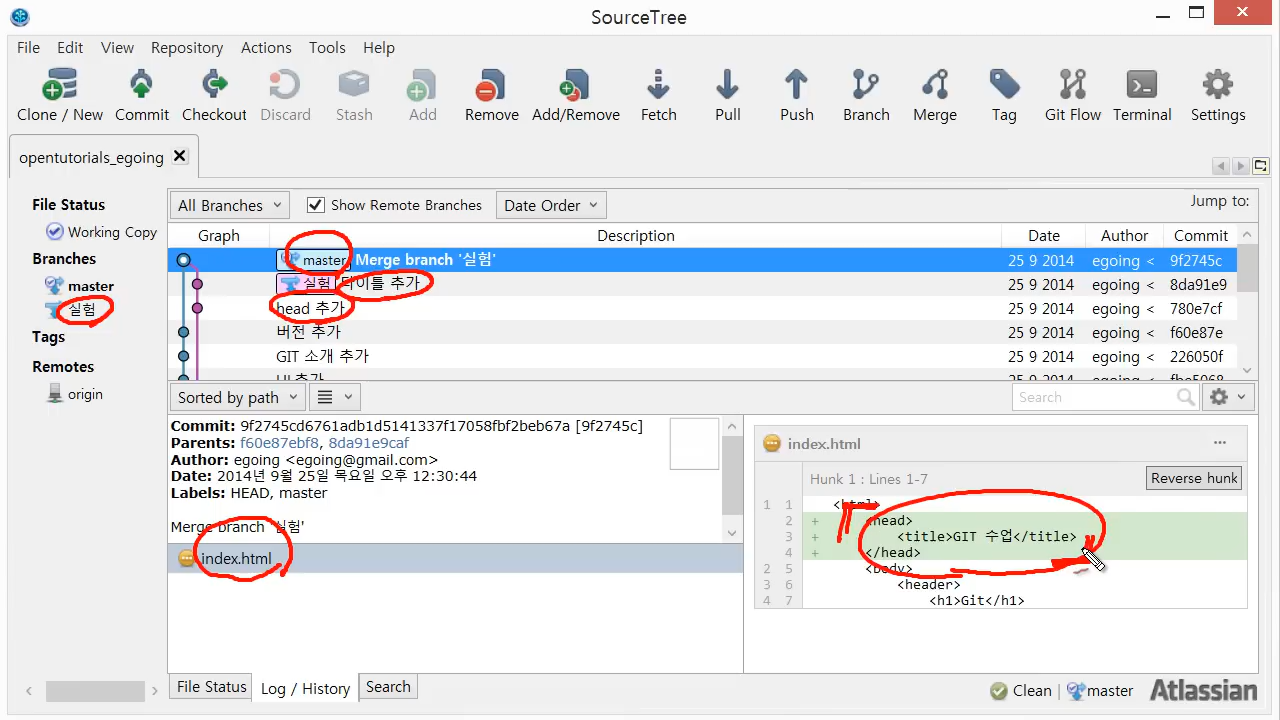 SourceTree
File Edit View Repository Actions Tools Help
Clone / New Commit Checkout Discard Stash Add Remove Add/Remove Fetch Pull Push Branch Merge Tag Git Flow Terminal Settings
opentutorials_egoing
File Status
Working Copy
Branches
master
실험
Tags
Remotes
origin
All Branches Show Remote Branches Date Order Jump to:
Graph Description Date Author Commit
master Merge branch '실험' 25 9 2014 egoing < 9f2745c
실험 타이틀 추가 25 9 2014 egoing < 8da91e9
head 추가 25 9 2014 egoing < 780e7cf
버전 추가 25 9 2014 egoing < f60e87e
GIT 소개 추가 25 9 2014 egoing < 226050f
25 9 2014 egoing <
Sorted by path Search
Commit: 9f2745cd6761adb1d5141337f17058fbf2beb67a [9f2745c]
Parents: f60e87ebf8, 8da91e9caf
Author: egoing <egoing@gmail.com>
Date: 2014년 9월 25일 목요일 오후 12:30:44
Labels: HEAD, master
Merge branch '실험'
index.html
index.html ...
Hunk 1 : Lines 1-7 Reverse hunk
1 1 <html>
2 + <head>
3 + <title>GIT 수업</title>
4 + </head>
2 5 <body>
3 6 <header>
4 7 <h1>Git</h1>
File Status Log / History Search
Clean master Atlassian